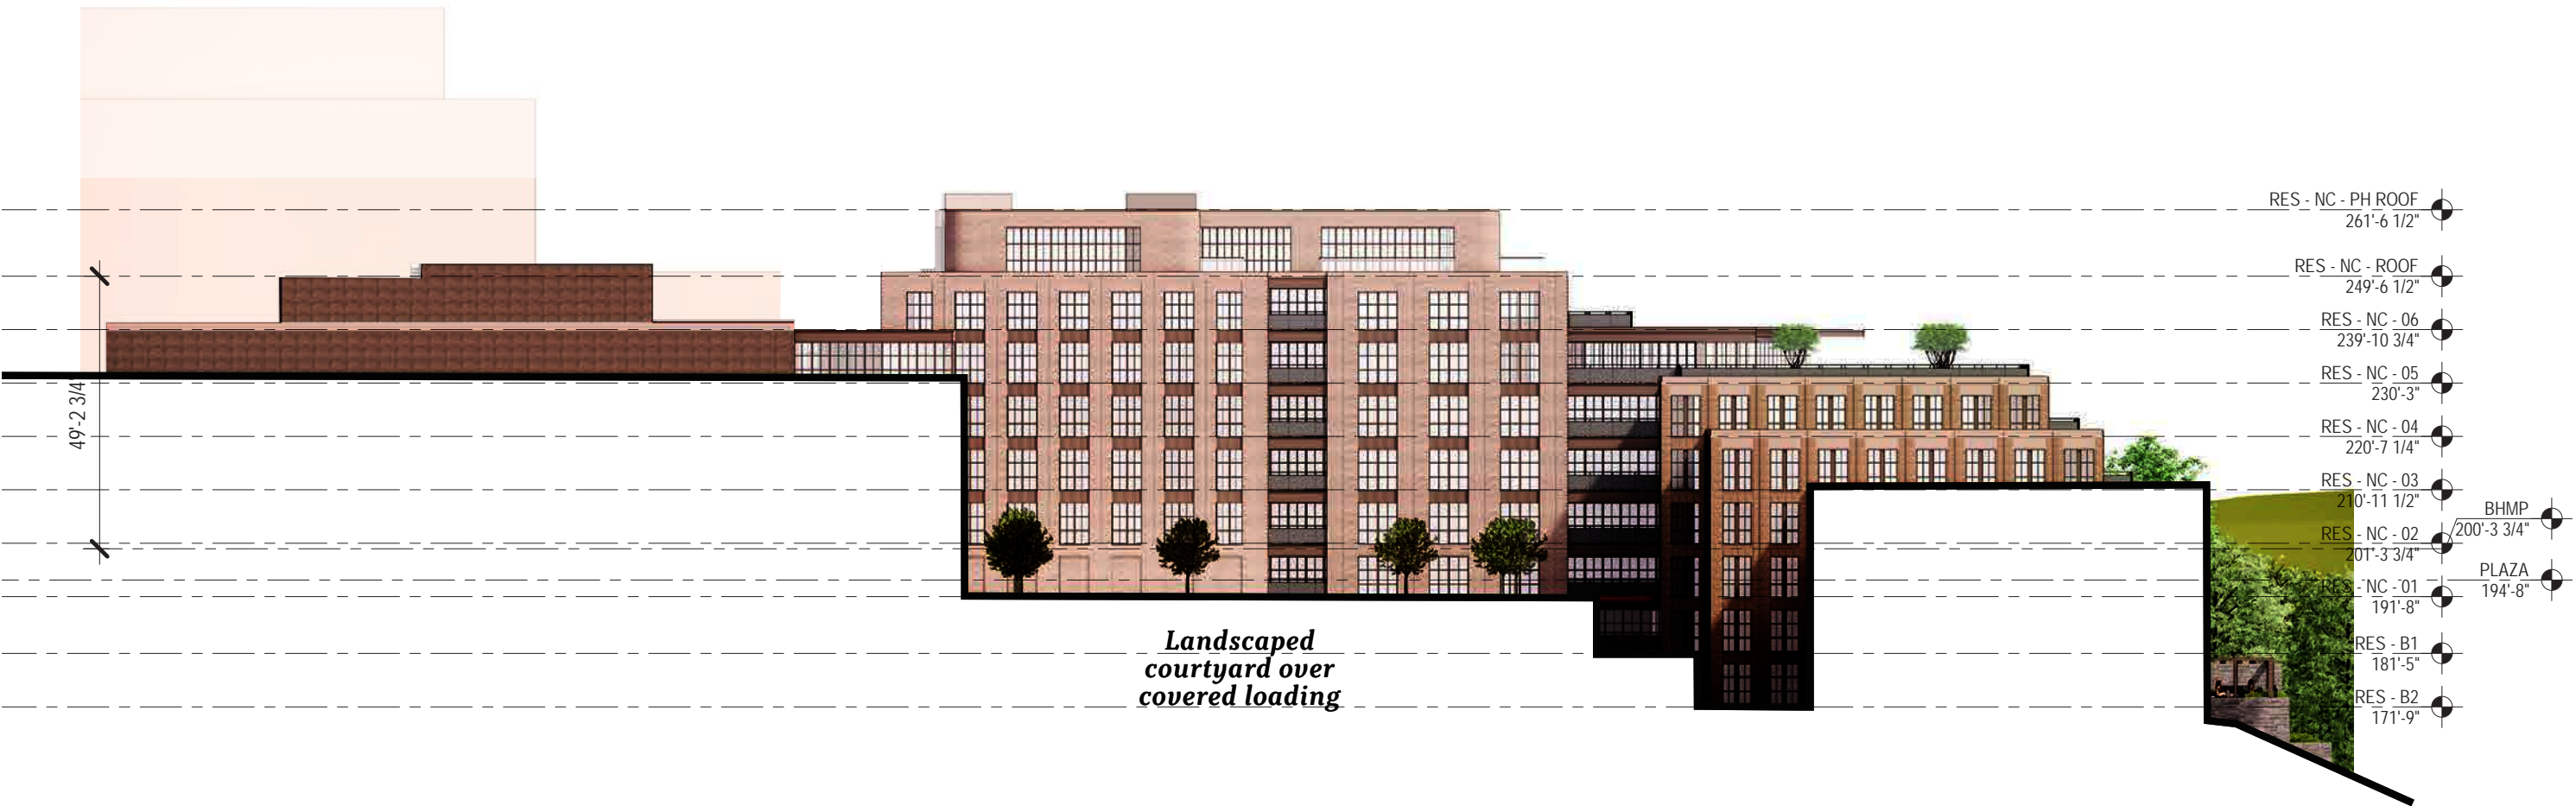 RES - NC - PH ROOF
261'-6 1/2"
RES - NC - ROOF
249'-6 1/2"
RES - NC - 06
239'-10 3/4"
RES - NC - 05
230'-3"
49'-2 3/4"
RES - NC - 04
220'-7 1/4"
RES - NC - 03
210'-11 1/2"
BHMP
200'-3 3/4"
RES - NC - 02
201'-3 3/4"
PLAZA
194'-8"
RES - NC - 01
191'-8"
Landscaped
courtyard over
covered loading
RES - B1
181'-5"
RES - B2
171'-9"